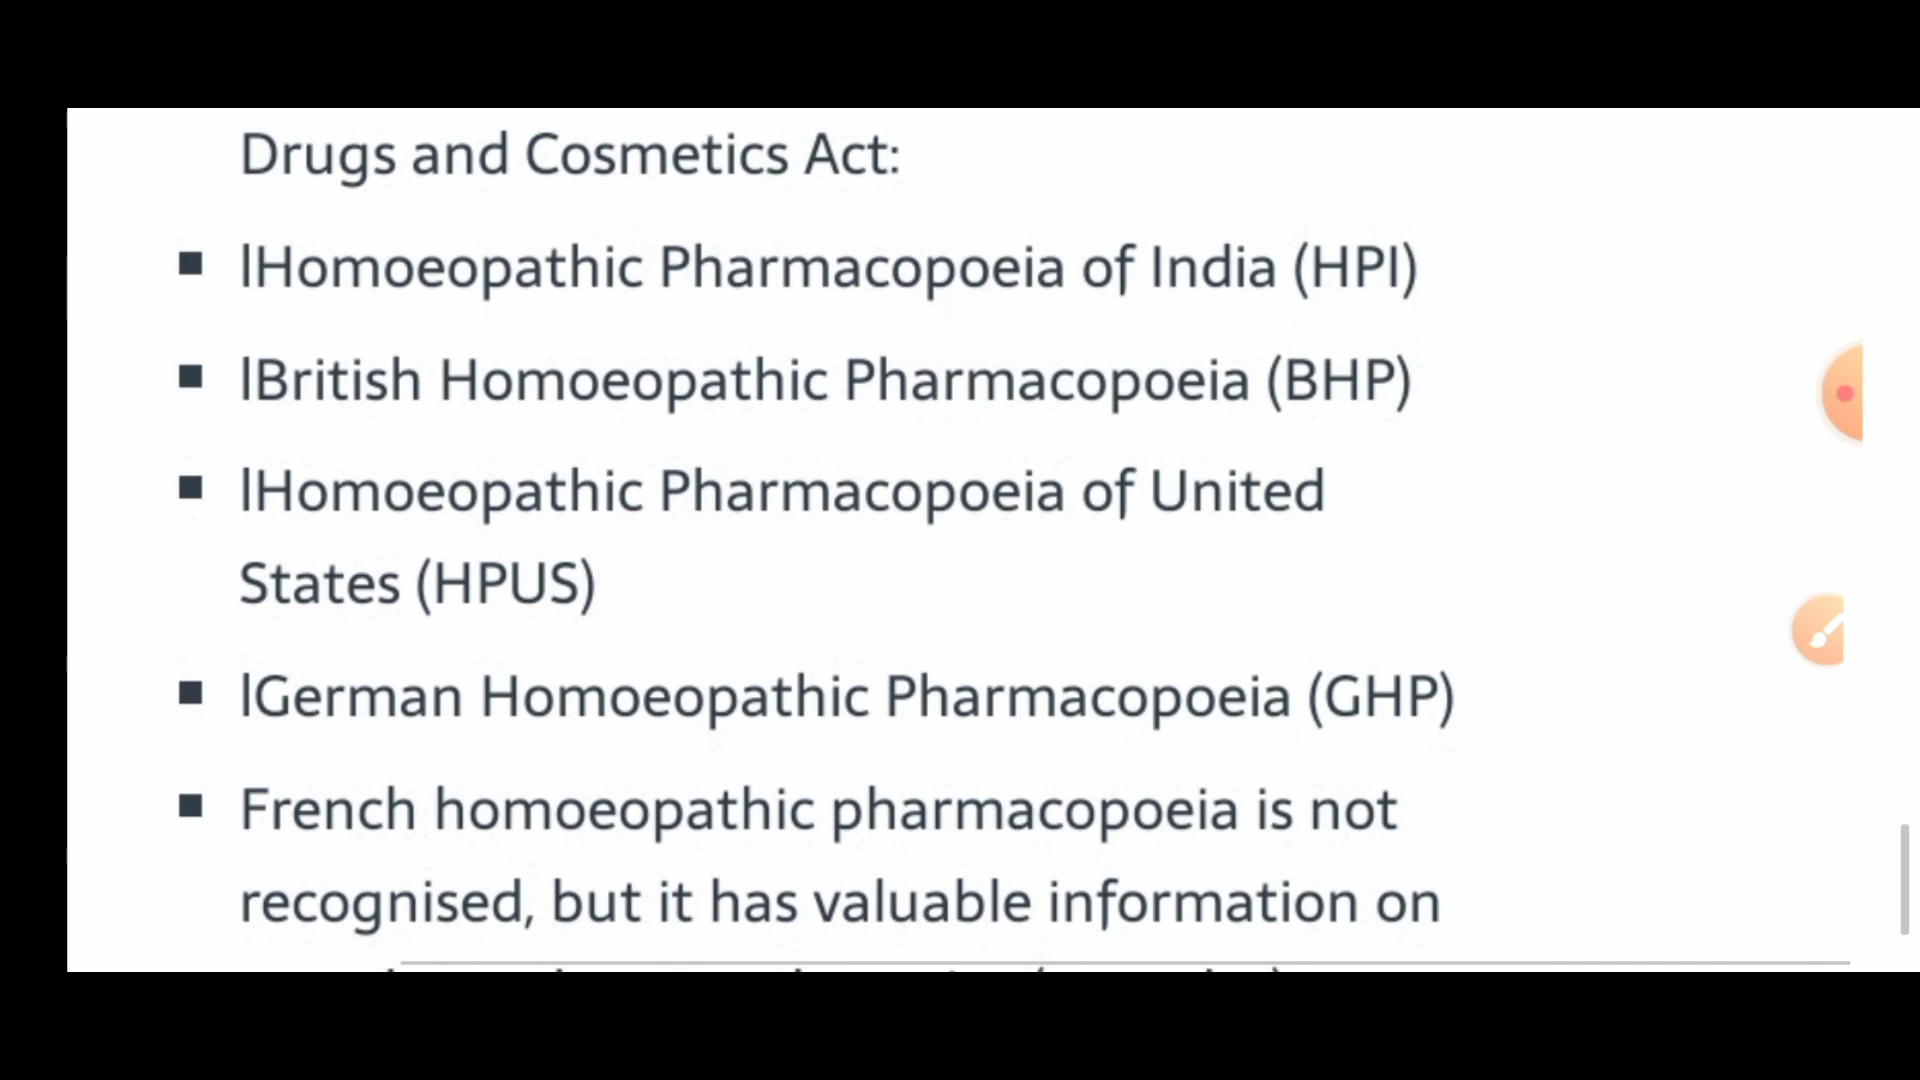 Drugs and Cosmetics Act:
▪ lHomoeopathic Pharmacopoeia of India (HPI)
▪ lBritish Homoeopathic Pharmacopoeia (BHP)
▪ lHomoeopathic Pharmacopoeia of United
States (HPUS)
▪ lGerman Homoeopathic Pharmacopoeia (GHP)
▪ French homoeopathic pharmacopoeia is not
recognised, but it has valuable information on